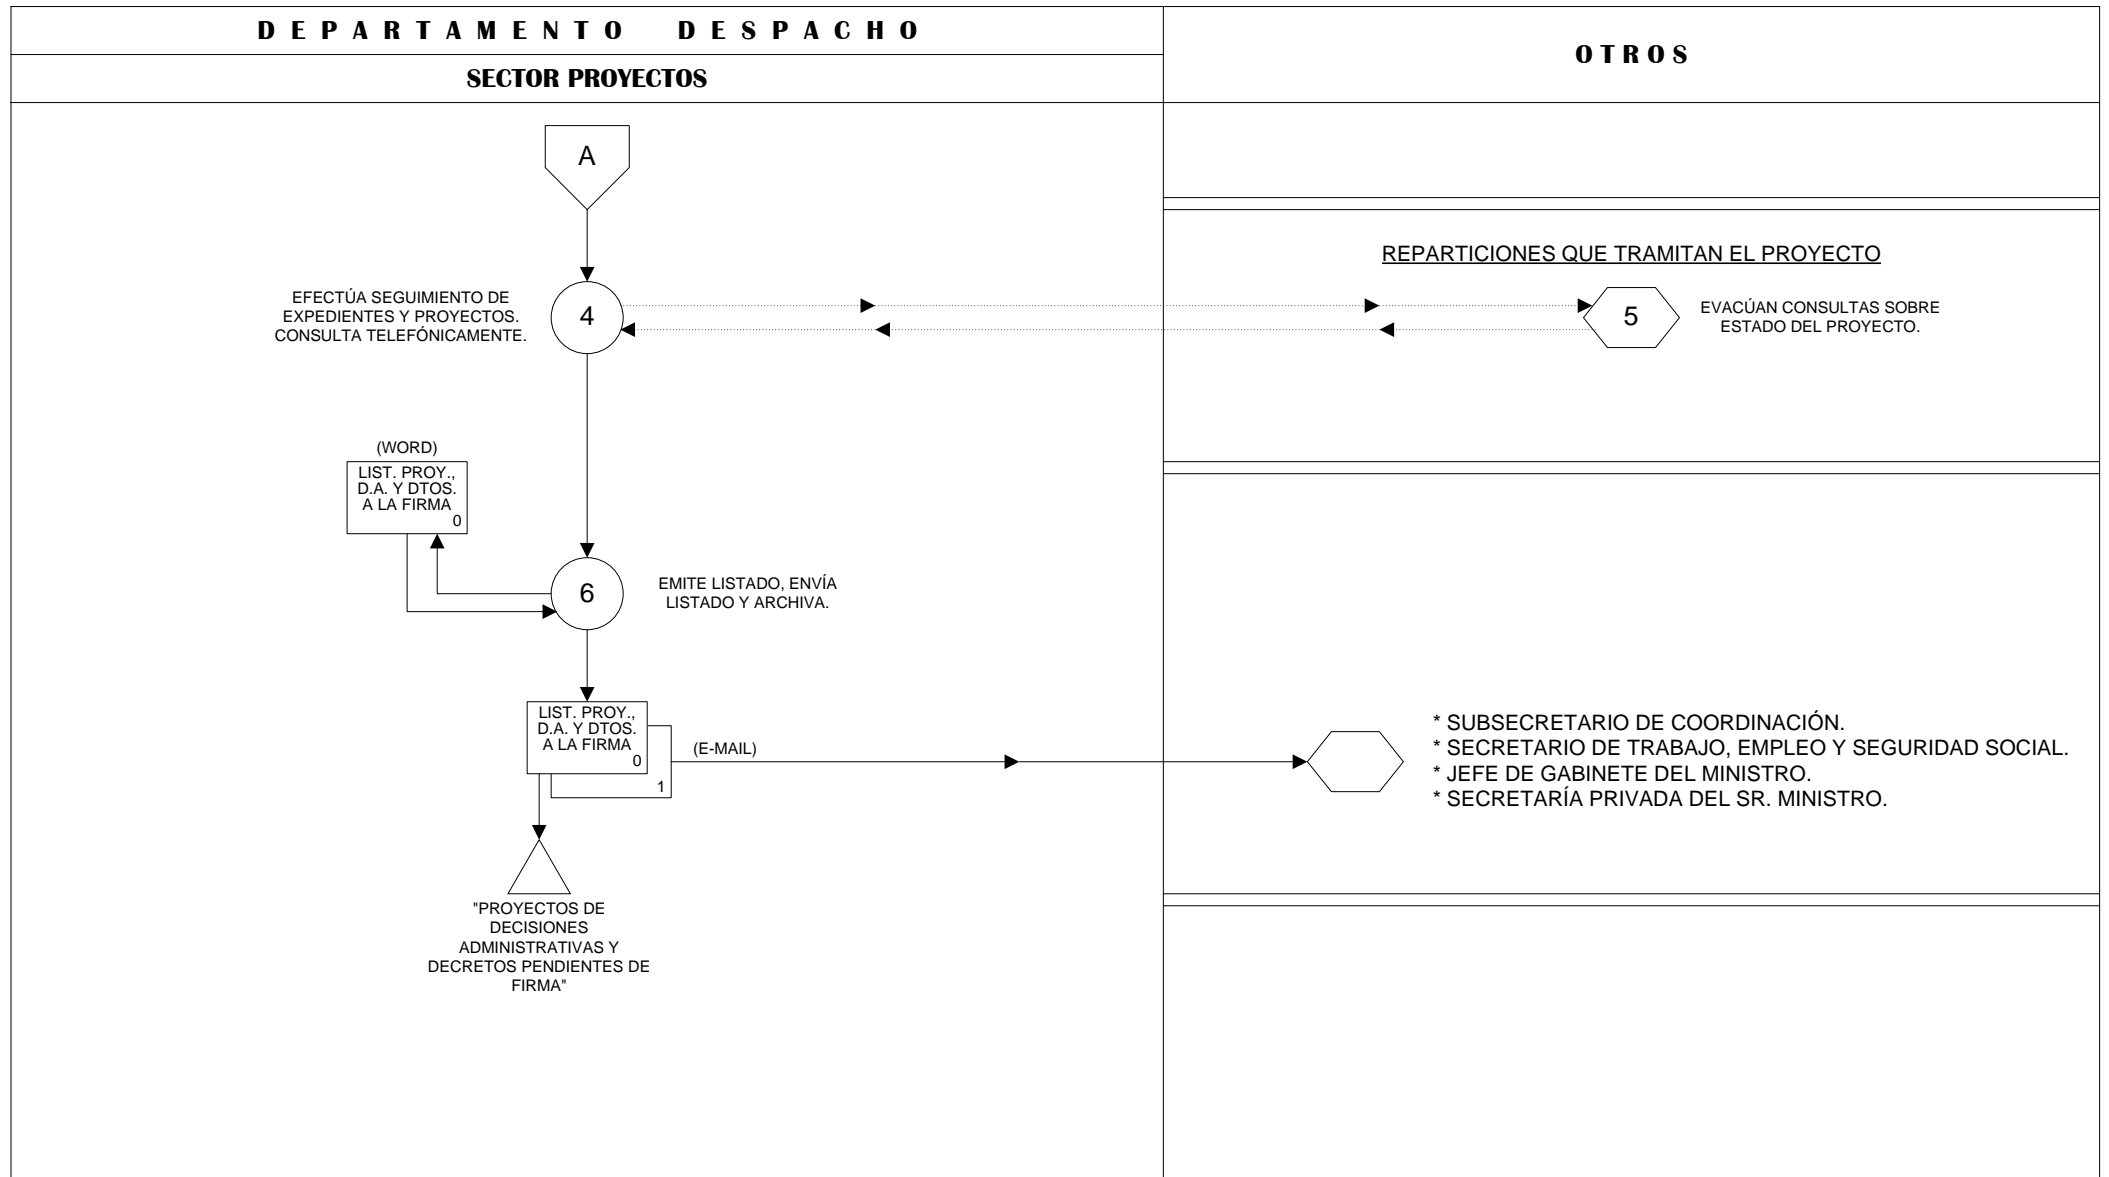 DEPARTAMENTO DESPACHO
OTROS
SECTOR PROYECTOS
A
REPARTICIONES QUE TRAMITAN EL PROYECTO
EFECTÚA SEGUIMIENTO DE
EXPEDIENTES Y PROYECTOS.
CONSULTA TELEFÓNICAMENTE.
4
5
EVACÚAN CONSULTAS SOBRE
ESTADO DEL PROYECTO.
(WORD)
LIST. PROY.,
D.A. Y DTOS.
A LA FIRMA
0
6
EMITE LISTADO, ENVÍA
LISTADO Y ARCHIVA.
LIST. PROY.,
D.A. Y DTOS.
A LA FIRMA
0
1
(E-MAIL)
* SUBSECRETARIO DE COORDINACIÓN.
* SECRETARIO DE TRABAJO, EMPLEO Y SEGURIDAD SOCIAL.
* JEFE DE GABINETE DEL MINISTRO.
* SECRETARÍA PRIVADA DEL SR. MINISTRO.
"PROYECTOS DE
DECISIONES
ADMINISTRATIVAS Y
DECRETOS PENDIENTES DE
FIRMA"